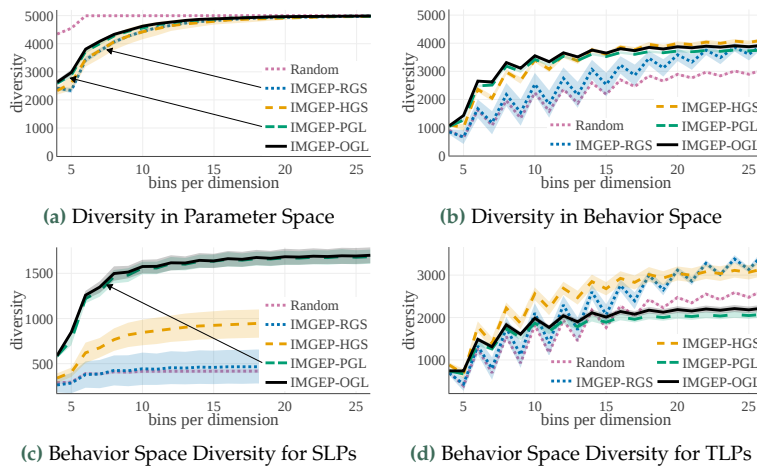 5000
4000
3000
2000
1000
0
diversity
Random
IMGEP-RGS
IMGEP-HGS
IMGEP-PGL
IMGEP-OGL
5 10 15 20 25
bins per dimension
(a) Diversity in Parameter Space
5000
4000
3000
2000
1000
0
diversity
Random
IMGEP-RGS
IMGEP-HGS
IMGEP-PGL
IMGEP-OGL
5 10 15 20 25
bins per dimension
(b) Diversity in Behavior Space
1500
1000
500
diversity
Random
IMGEP-RGS
IMGEP-HGS
IMGEP-PGL
IMGEP-OGL
5 10 15 20 25
bins per dimension
(c) Behavior Space Diversity for SLPs
3000
2000
1000
diversity
Random
IMGEP-RGS
IMGEP-HGS
IMGEP-PGL
IMGEP-OGL
5 10 15 20 25
bins per dimension
(d) Behavior Space Diversity for TLPs